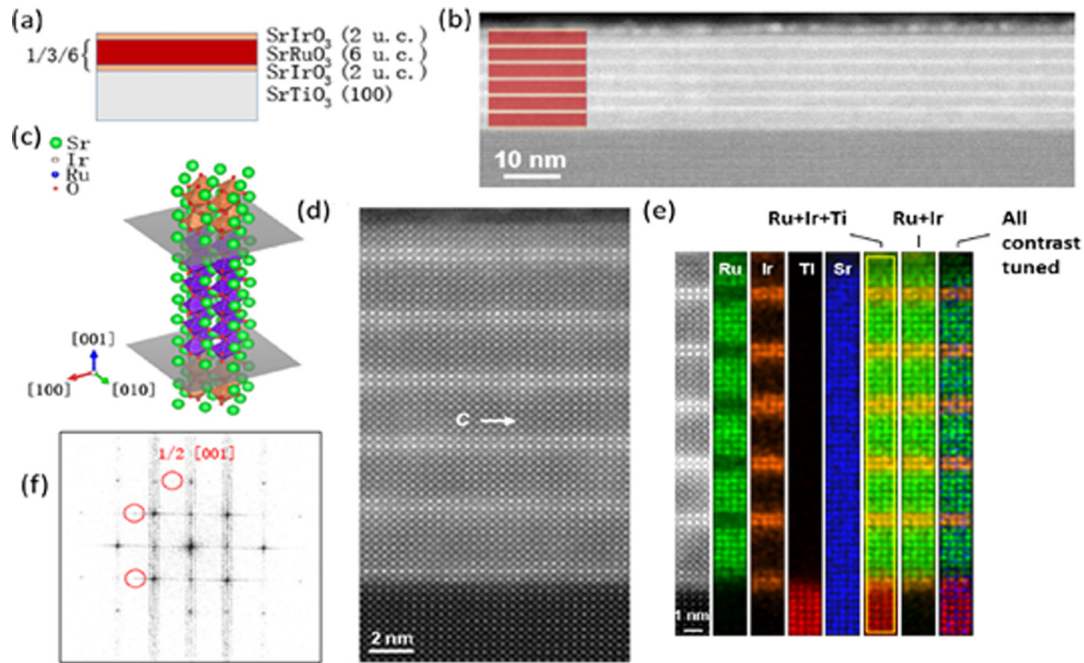 (a)
SrIrO3 (2 u.c.)
1/3/6
SrRuO3 (6 u.c.)
SrIrO3 (2 u.c.)
SrTiO3 (100)
(b)
10 nm
(c)
Sr
Ir
Ru
O
[001]
[100]
[010]
(d)
C
2 nm
(e)
Ru+Ir+Ti
Ru+Ir
All
contrast
tuned
Ru
Ir
Ti
Sr
1 nm
(f)
1/2 [001]